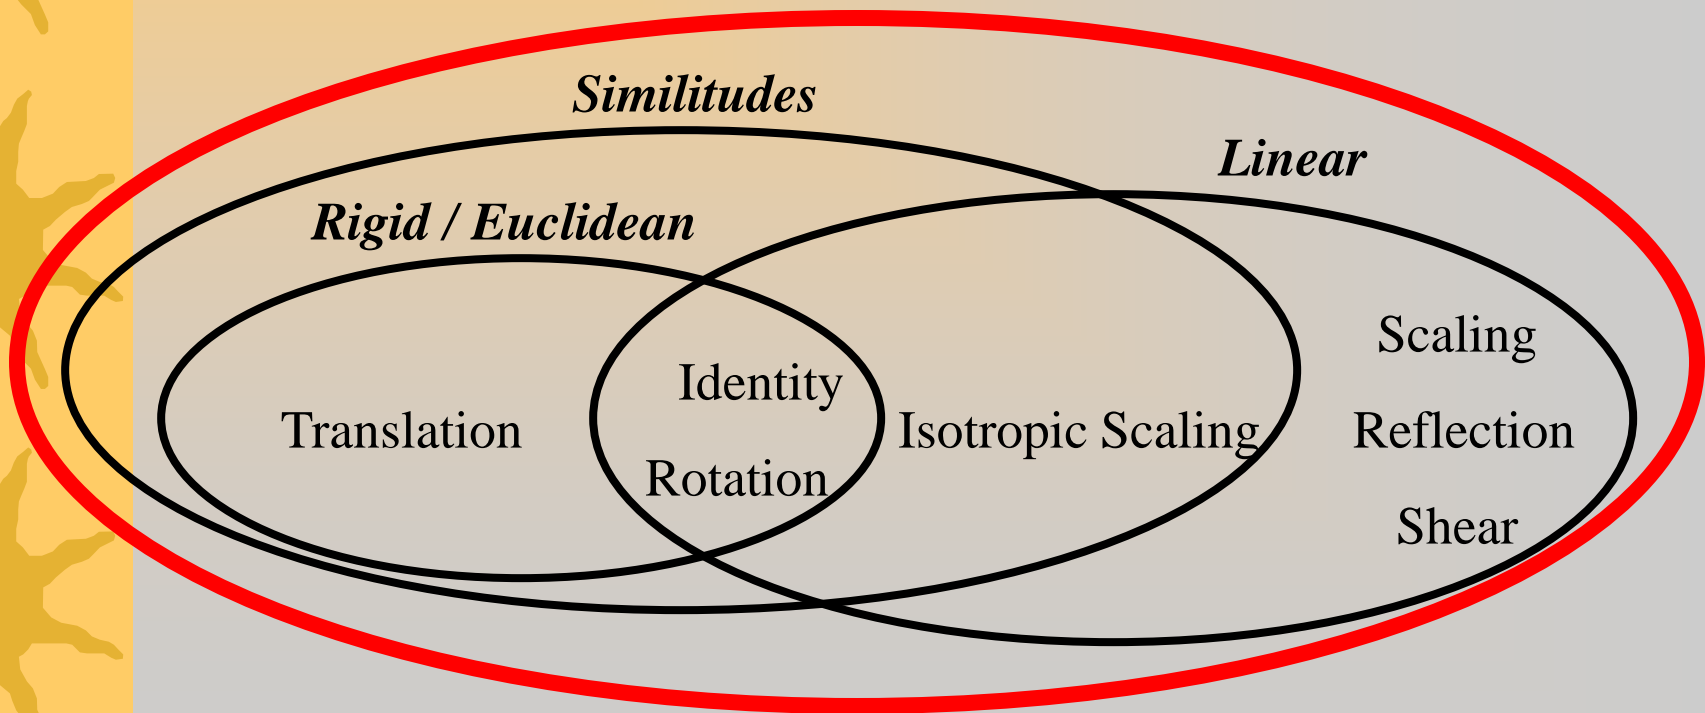 Similitudes
Linear
Rigid / Euclidean
Scaling
Identity
Translation
Isotropic Scaling
Reflection
Rotation
Shear